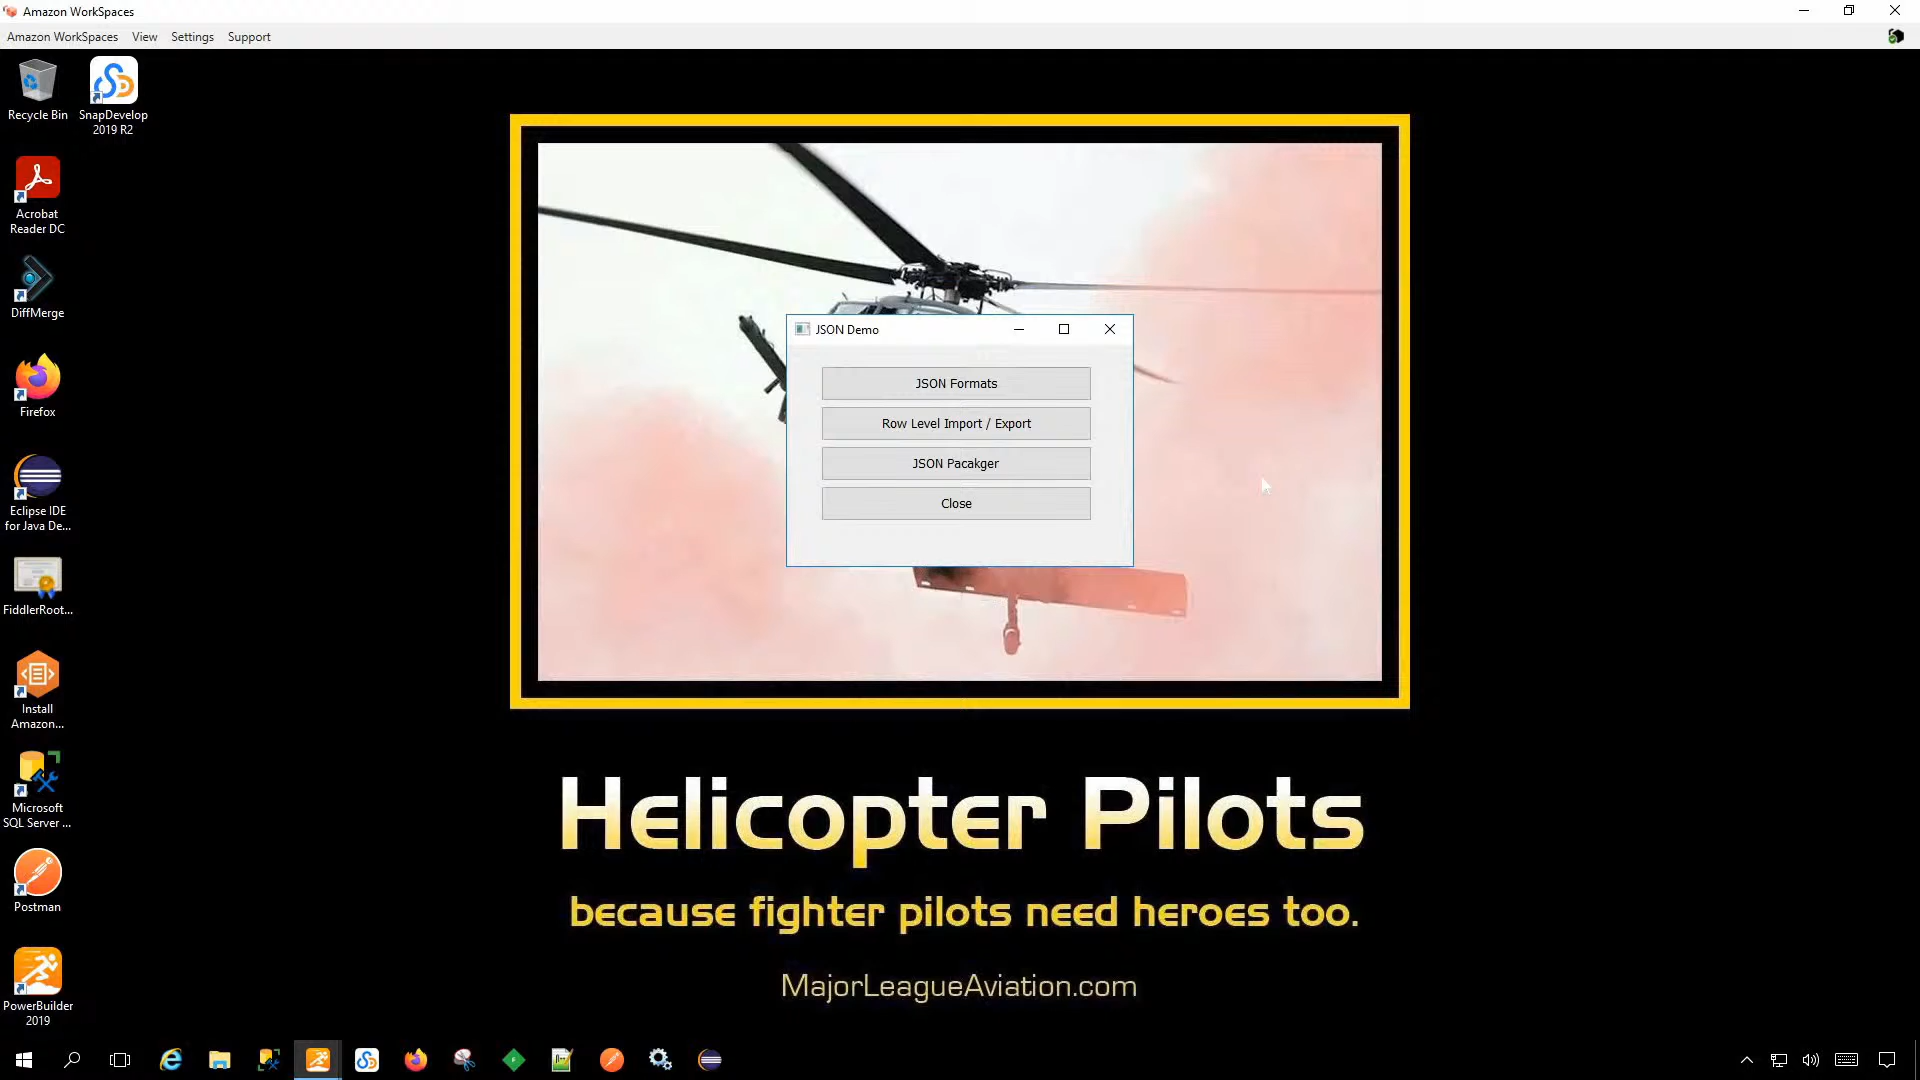 Amazon WorkSpaces
Amazon WorkSpaces View Settings Support
Recycle Bin
SnapDevelop
2019 R2
Acrobat
Reader DC
DiffMerge
Firefox
Eclipse IDE
for Java De...
FiddlerRoot...
Install
Amazon...
Microsoft
SQL Server ...
Postman
PowerBuilder
2019
JSON Demo
JSON Formats
Row Level Import / Export
JSON Pacakger
Close
Helicopter Pilots
because fighter pilots need heroes too.
MajorLeagueAviation.com